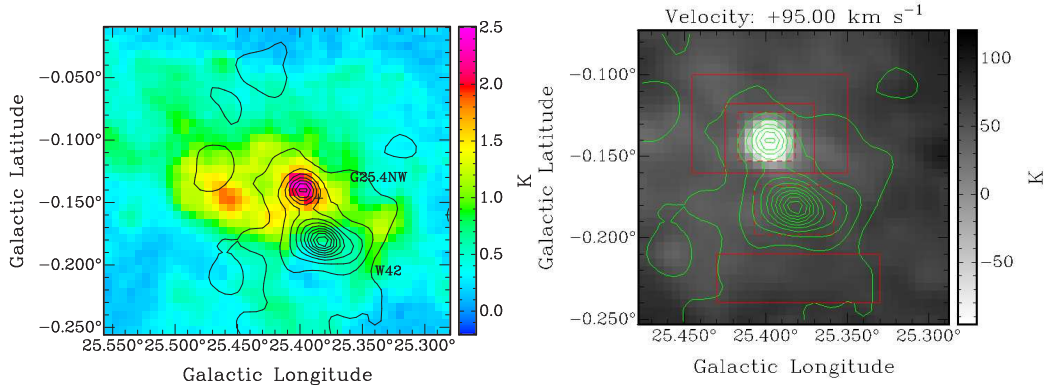 Velocity: +95.00 km s−1
2.5
2.0
1.5
1.0
0.5
0.0
K
−0.050°
−0.100°
−0.150°
−0.200°
−0.250°
Galactic Latitude
G25.4NW
W42
25.550° 25.500° 25.450° 25.400° 25.350° 25.300°
Galactic Longitude
−0.100°
−0.150°
−0.200°
−0.250°
Galactic Latitude
25.450° 25.400° 25.350° 25.300°
Galactic Longitude
100
50
0
−50
K